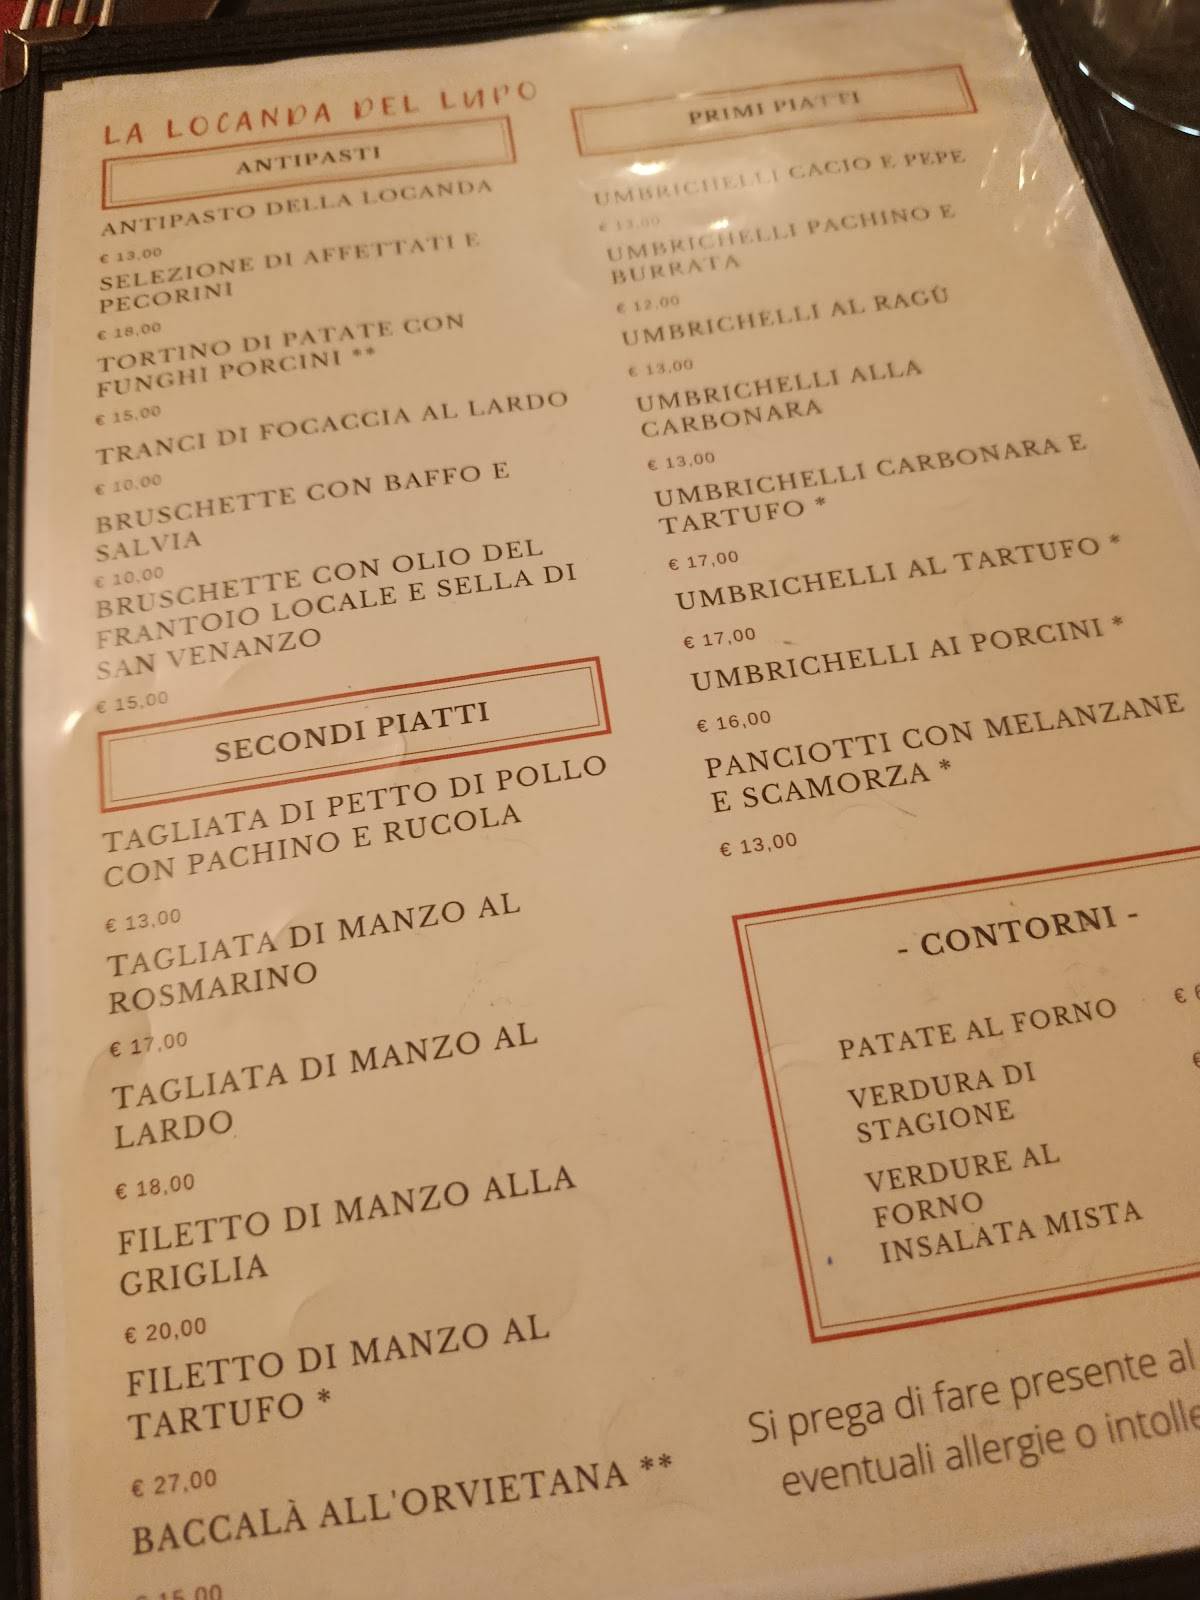 LA LOCANDA DEL LUPO
ANTIPASTI
ANTIPASTO DELLA LOCANDA
€ 13,00
SELEZIONE DI AFFETTATI E
PECORINI
€ 18,00
TORTINO DI PATATE CON
FUNGHI PORCINI **
€ 15,00
TRANCI DI FOCACCIA AL LARDO
€ 10,00
BRUSCHETTE CON BAFFO E
SALVIA
€ 10,00
BRUSCHETTE CON OLIO DEL
FRANTOIO LOCALE E SELLA DI
SAN VENANZO
€ 15,00
SECONDI PIATTI
TAGLIATA DI PETTO DI POLLO
CON PACHINO E RUCOLA
€ 13,00
TAGLIATA DI MANZO AL
ROSMARINO
€ 17,00
TAGLIATA DI MANZO AL
LARDO
€ 18,00
FILETTO DI MANZO ALLA
GRIGLIA
€ 20,00
FILETTO DI MANZO AL
TARTUFO *
€ 27,00
BACCALÀ ALL'ORVIETANA **
€ 15,00
PRIMI PIATTI
UMBRICHELLI CACIO E PEPE
€ 13,00
UMBRICHELLI PACHINO E
BURRATA
€ 12,00
UMBRICHELLI AL RAGÚ
€ 13,00
UMBRICHELLI ALLA
CARBONARA
€ 13,00
UMBRICHELLI CARBONARA E
TARTUFO *
€ 17,00
UMBRICHELLI AL TARTUFO *
€ 17,00
UMBRICHELLI AI PORCINI *
€ 16,00
PANCIOTTI CON MELANZANE
E SCAMORZA *
€ 13,00
- CONTORNI -
PATATE AL FORNO €
VERDURA DI €
STAGIONE
VERDURE AL
FORNO
INSALATA MISTA
Si prega di fare presente al
eventuali allergie o